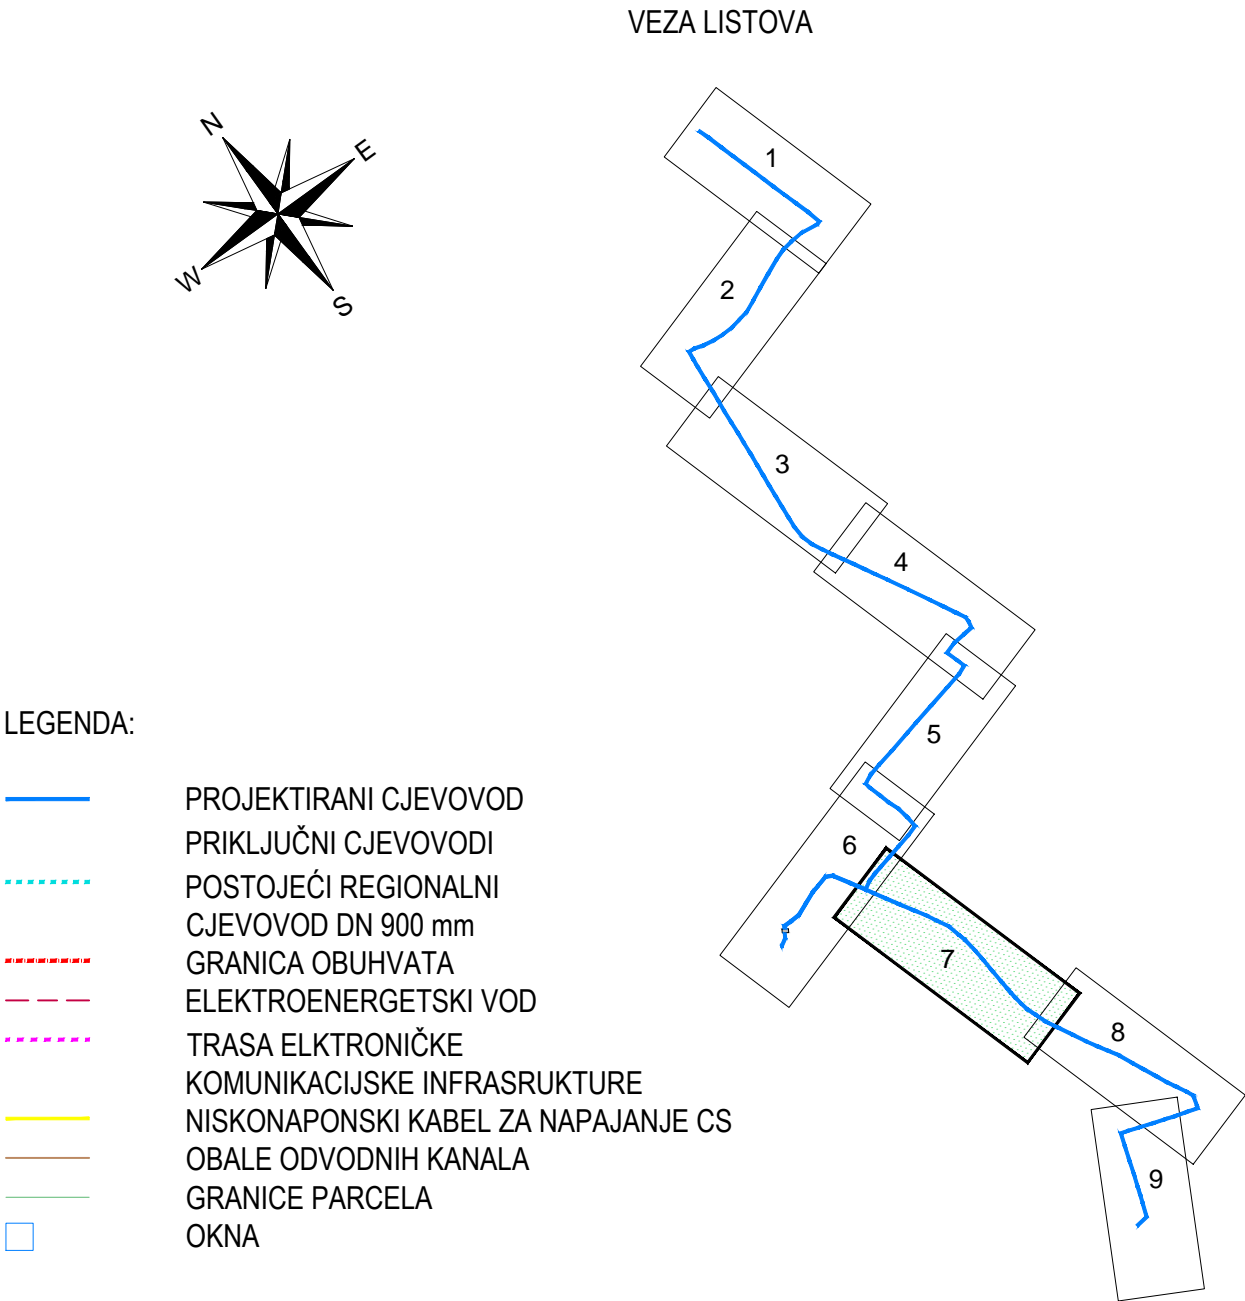 VEZA LISTOVA
N
E
W
S
1
2
3
4
5
6
7
8
9
LEGENDA:
PROJEKTIRANI CJEVOVOD
PRIKLJUČNI CJEVOVODI
POSTOJEĆI REGIONALNI
CJEVOVOD DN 900 mm
GRANICA OBUHVATA
ELEKTROENERGETSKI VOD
TRASA ELKTRONIČKE
KOMUNIKACIJSKE INFRASRUKTURE
NISKONAPONSKI KABEL ZA NAPAJANJE CS
OBALE ODVODNIH KANALA
GRANICE PARCELA
OKNA